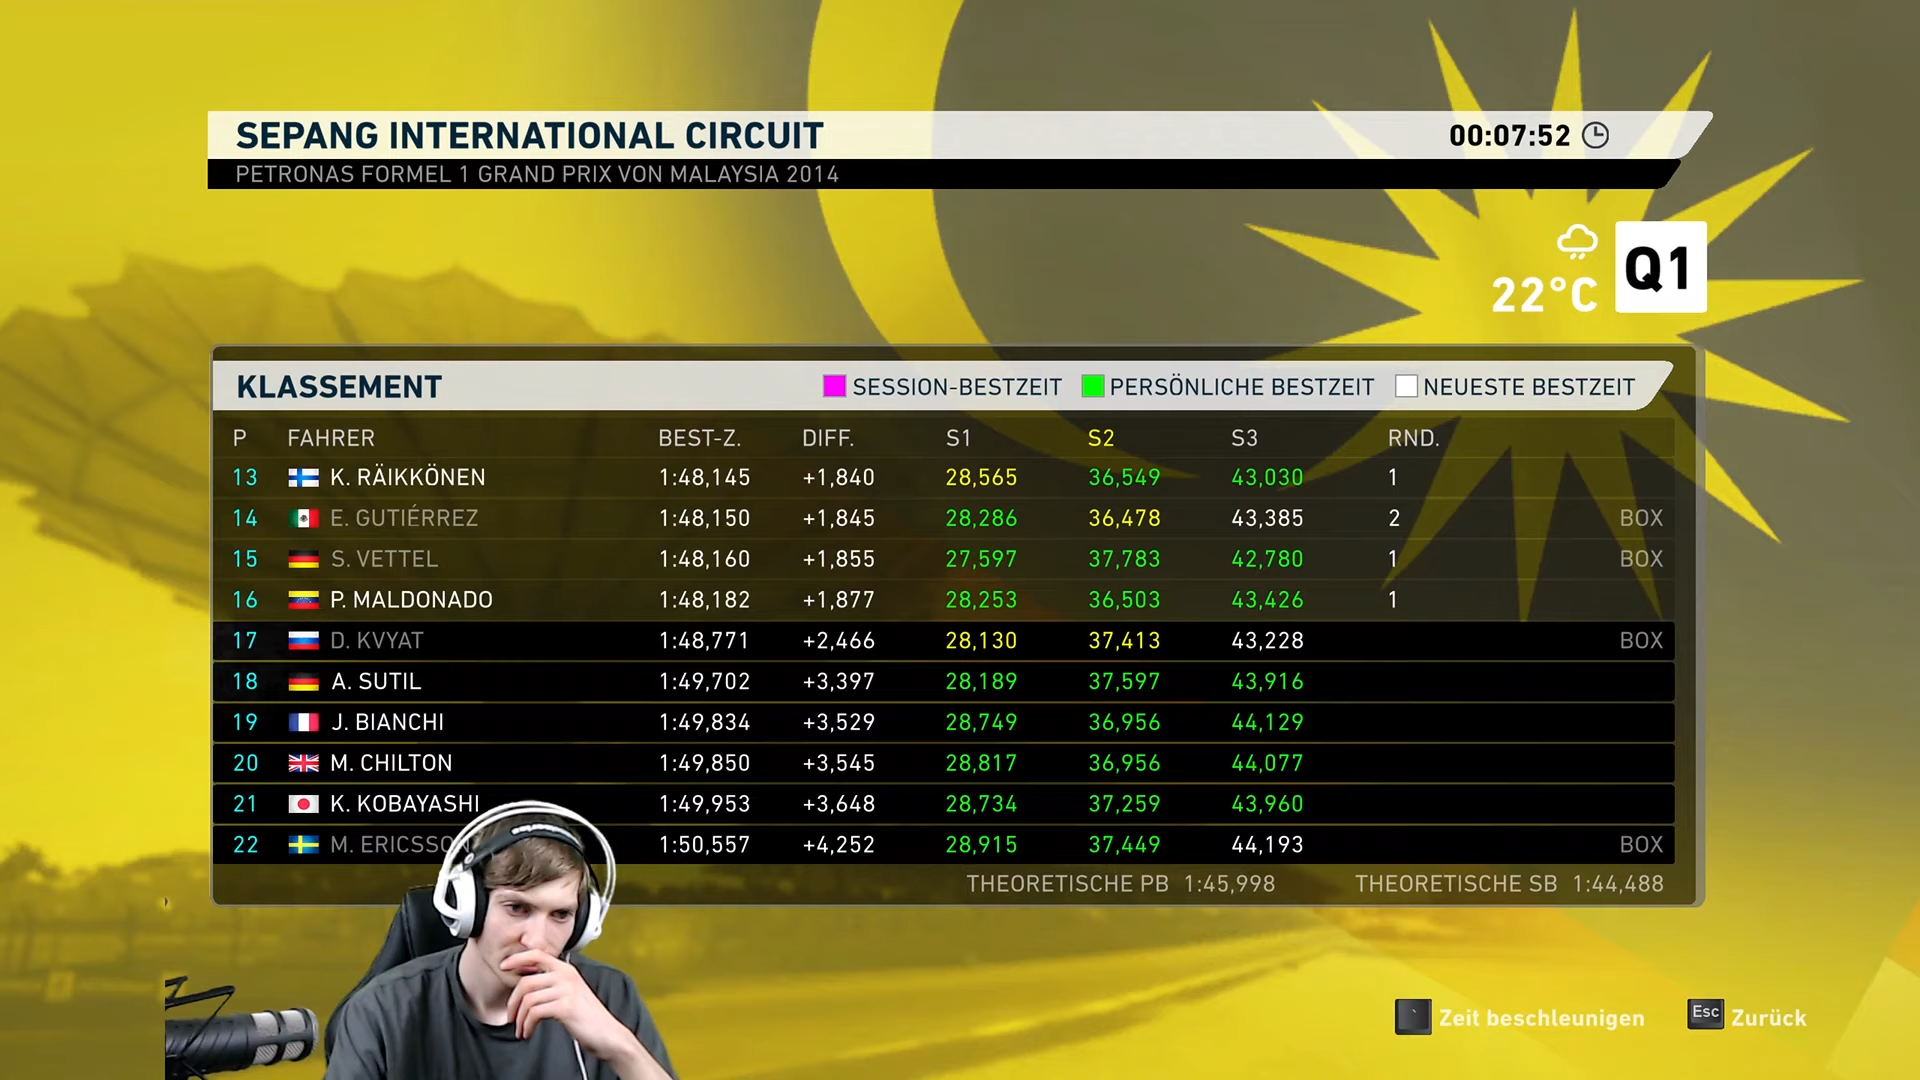 SEPANG INTERNATIONAL CIRCUIT 00:07:52
PETRONAS FORMEL 1 GRAND PRIX VON MALAYSIA 2014
22°C Q1
KLASSEMENT SESSION-BESTZEIT PERSÖNLICHE BESTZEIT NEUESTE BESTZEIT
P FAHRER BEST-Z. DIFF. S1 S2 S3 RND.
13 K. RÄIKKÖNEN 1:48,145 +1,840 28,565 36,549 43,030 1
14 E. GUTIÉRREZ 1:48,150 +1,845 28,286 36,478 43,385 2 BOX
15 S. VETTEL 1:48,160 +1,855 27,597 37,783 42,780 1 BOX
16 P. MALDONADO 1:48,182 +1,877 28,253 36,503 43,426 1
17 D. KVYAT 1:48,771 +2,466 28,130 37,413 43,228 BOX
18 A. SUTIL 1:49,702 +3,397 28,189 37,597 43,916
19 J. BIANCHI 1:49,834 +3,529 28,749 36,956 44,129
20 M. CHILTON 1:49,850 +3,545 28,817 36,956 44,077
21 K. KOBAYASHI 1:49,953 +3,648 28,734 37,259 43,960
22 M. ERICSSON 1:50,557 +4,252 28,915 37,449 44,193 BOX
THEORETISCHE PB 1:45,998 THEORETISCHE SB 1:44,488
Zeit beschleunigen Esc Zurück